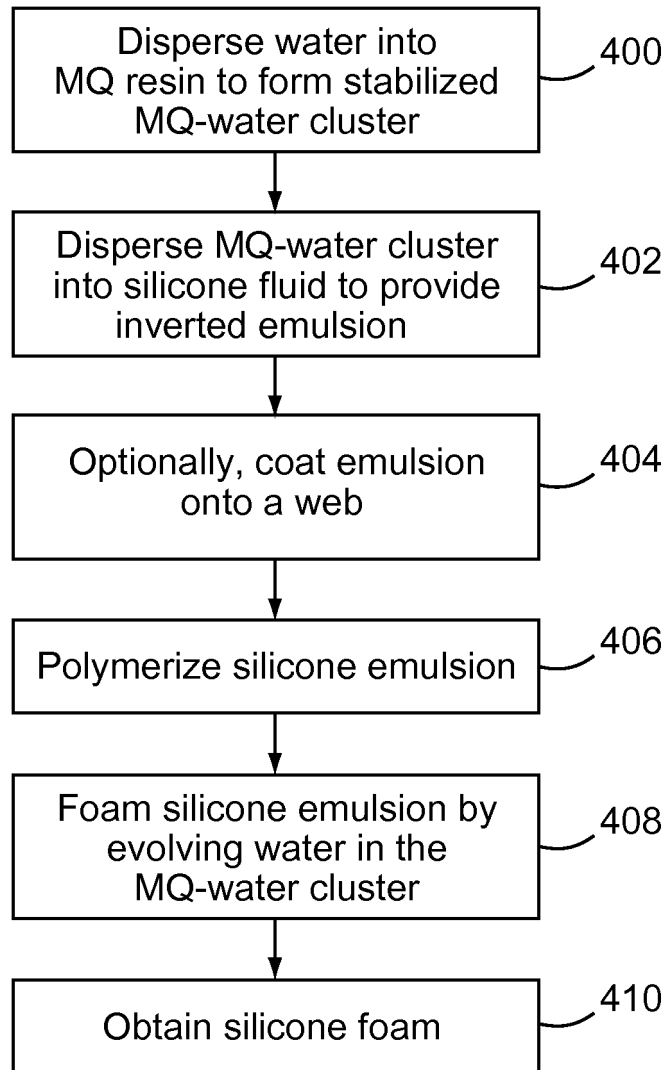 Disperse water into
MQ resin to form stabilized
MQ-water cluster
400
Disperse MQ-water cluster
into silicone fluid to provide
inverted emulsion
402
Optionally, coat emulsion
onto a web
404
Polymerize silicone emulsion
406
Foam silicone emulsion by
evolving water in the
MQ-water cluster
408
Obtain silicone foam
410